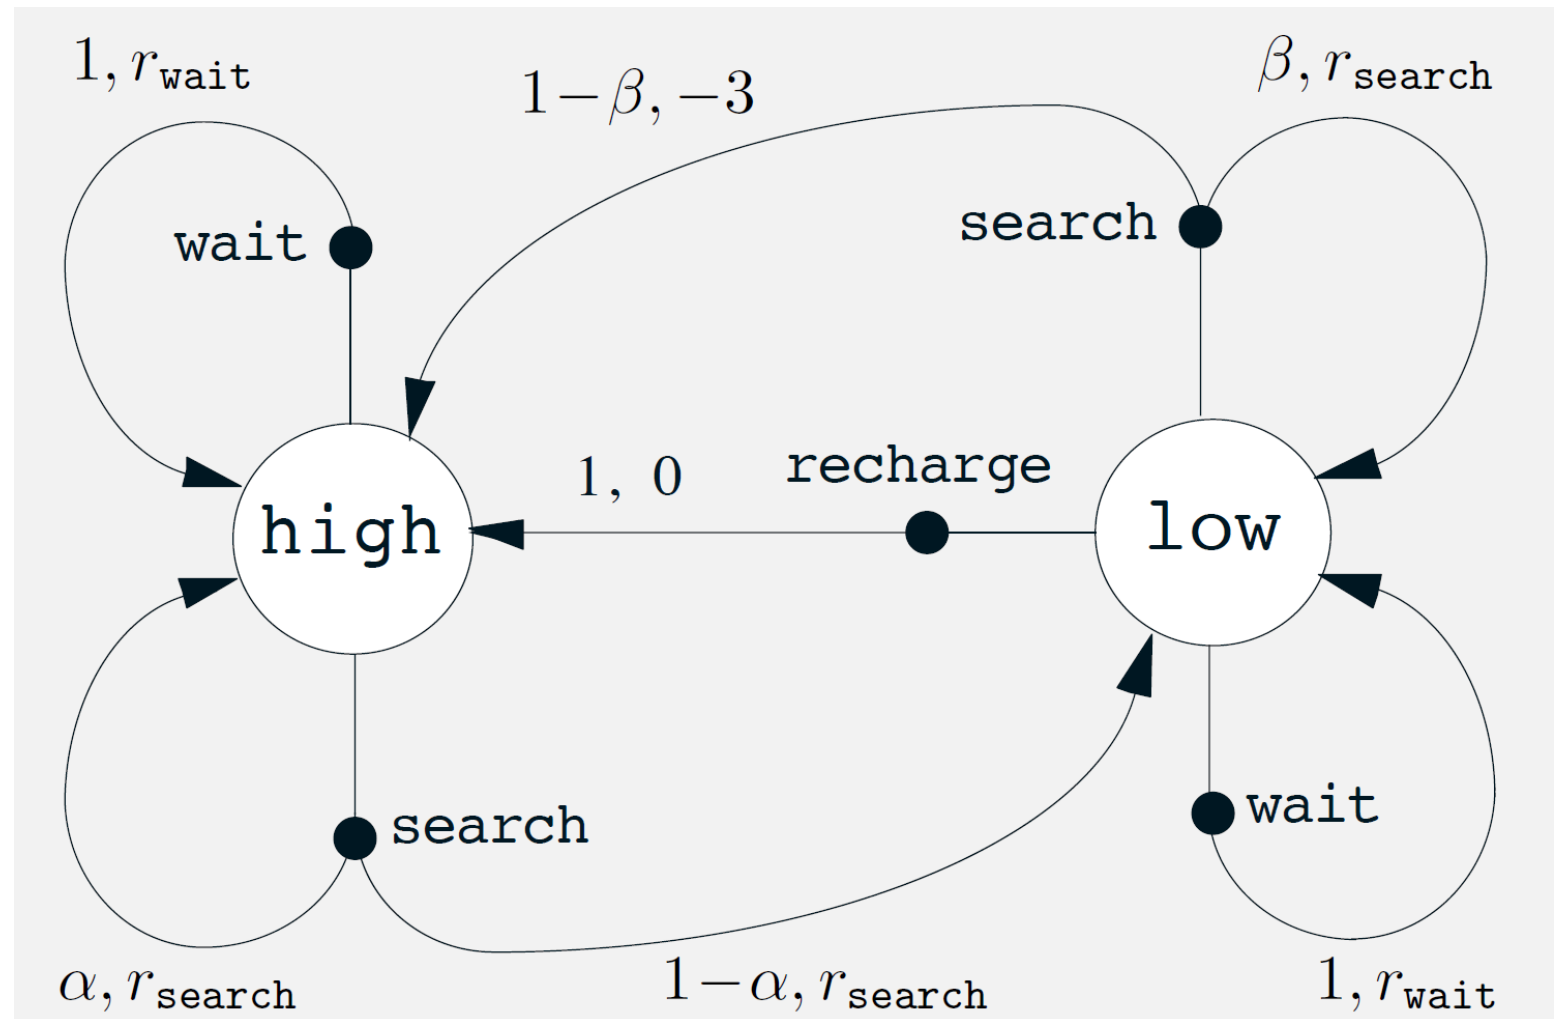 1, r_wait
1−β, −3
β, r_search
wait
search
1, 0
recharge
high
low
search
wait
α, r_search
1−α, r_search
1, r_wait